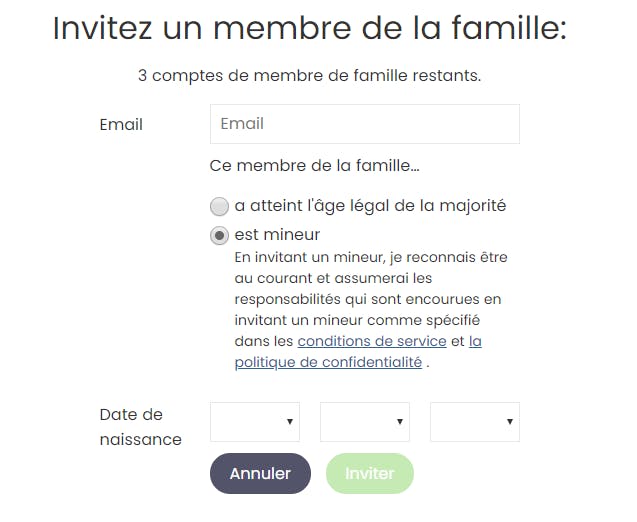 Invitez un membre de la famille:
3 comptes de membre de famille restants.
Email
Email
Ce membre de la famille...
a atteint l'âge légal de la majorité
est mineur
En invitant un mineur, je reconnais être
au courant et assumerai les
responsabilités qui sont encourues en
invitant un mineur comme spécifié
dans les conditions de service et la
politique de confidentialité .
Date de
naissance
Annuler
Inviter